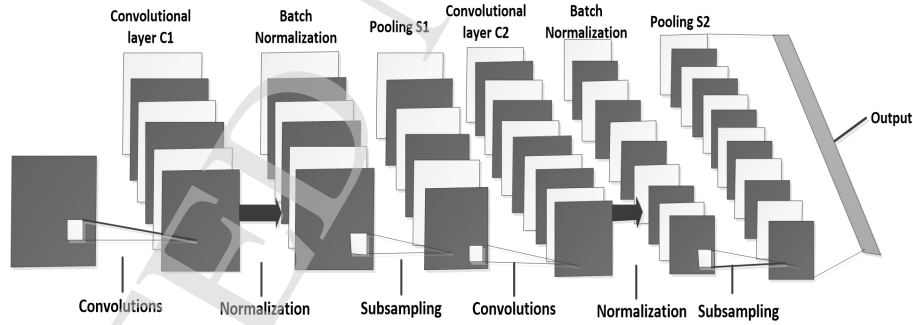 Convolutional
layer C1
Batch
Normalization
Pooling S1
Convolutional
layer C2
Batch
Normalization
Pooling S2
Output
Convolutions
Normalization
Subsampling
Convolutions
Normalization
Subsampling